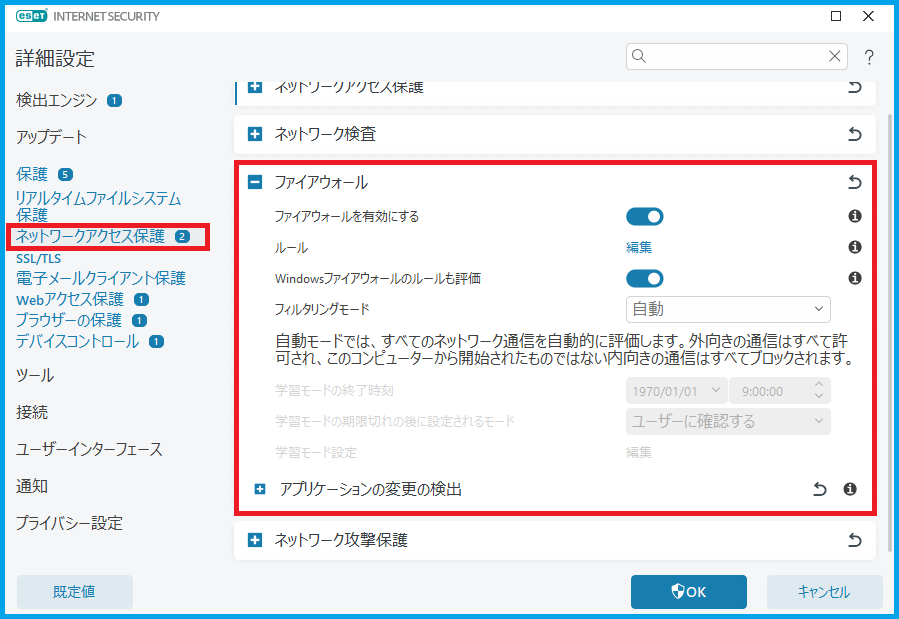 eset INTERNET SECURITY
詳細設定
?
検出エンジン 1
アップデート
保護 5
リアルタイムファイルシステム
保護
ネットワークアクセス保護 2
SSL/TLS
電子メールクライアント保護
Webアクセス保護 1
ブラウザーの保護 1
デバイスコントロール 1
ツール
接続
ユーザーインターフェース
通知
プライバシー設定
ネットワークアクセス保護
ネットワーク検査
ファイアウォール
ファイアウォールを有効にする
ルール 編集
Windowsファイアウォールのルールも評価
フィルタリングモード 自動
自動モードでは、すべてのネットワーク通信を自動的に評価します。外向きの通信はすべて許
可され、このコンピューターから開始されたものではない内向きの通信はすべてブロックされます。
学習モードの終了時刻 1970/01/01 9:00:00
学習モードの期限切れの後に設定されるモード ユーザーに確認する
学習モード設定 編集
アプリケーションの変更の検出
ネットワーク攻撃保護
既定値 OK キャンセル